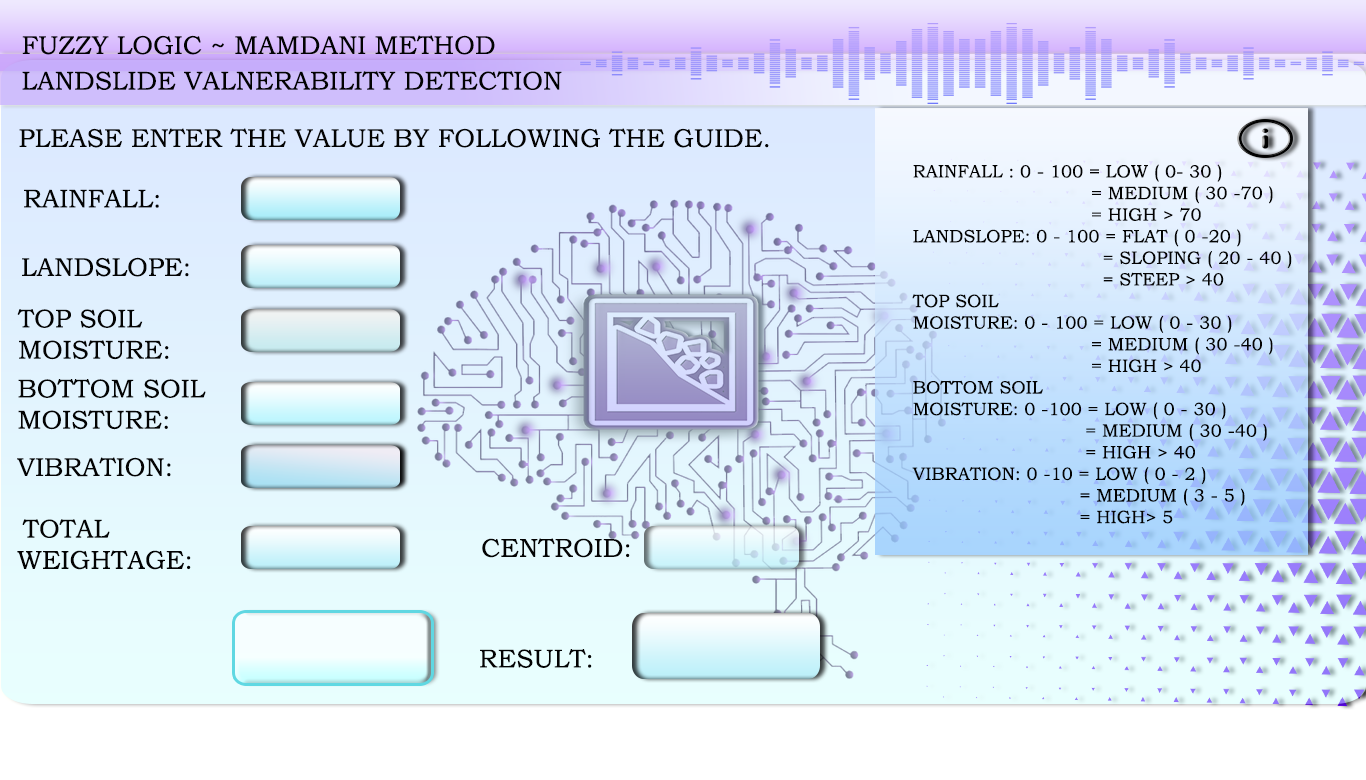 FUZZY LOGIC ~ MAMDANI METHOD
LANDSLIDE VALNERABILITY DETECTION
PLEASE ENTER THE VALUE BY FOLLOWING THE GUIDE.
RAINFALL:
LANDSLOPE:
TOP SOIL
MOISTURE:
BOTTOM SOIL
MOISTURE:
VIBRATION:
TOTAL
WEIGHTAGE:
CENTROID:
RESULT:
i
RAINFALL : 0 - 100 = LOW ( 0- 30 )
= MEDIUM ( 30 -70 )
= HIGH > 70
LANDSLOPE: 0 - 100 = FLAT ( 0 -20 )
= SLOPING ( 20 - 40 )
= STEEP > 40
TOP SOIL
MOISTURE: 0 - 100 = LOW ( 0 - 30 )
= MEDIUM ( 30 -40 )
= HIGH > 40
BOTTOM SOIL
MOISTURE: 0 -100 = LOW ( 0 - 30 )
= MEDIUM ( 30 -40 )
= HIGH > 40
VIBRATION: 0 -10 = LOW ( 0 - 2 )
= MEDIUM ( 3 - 5 )
= HIGH> 5